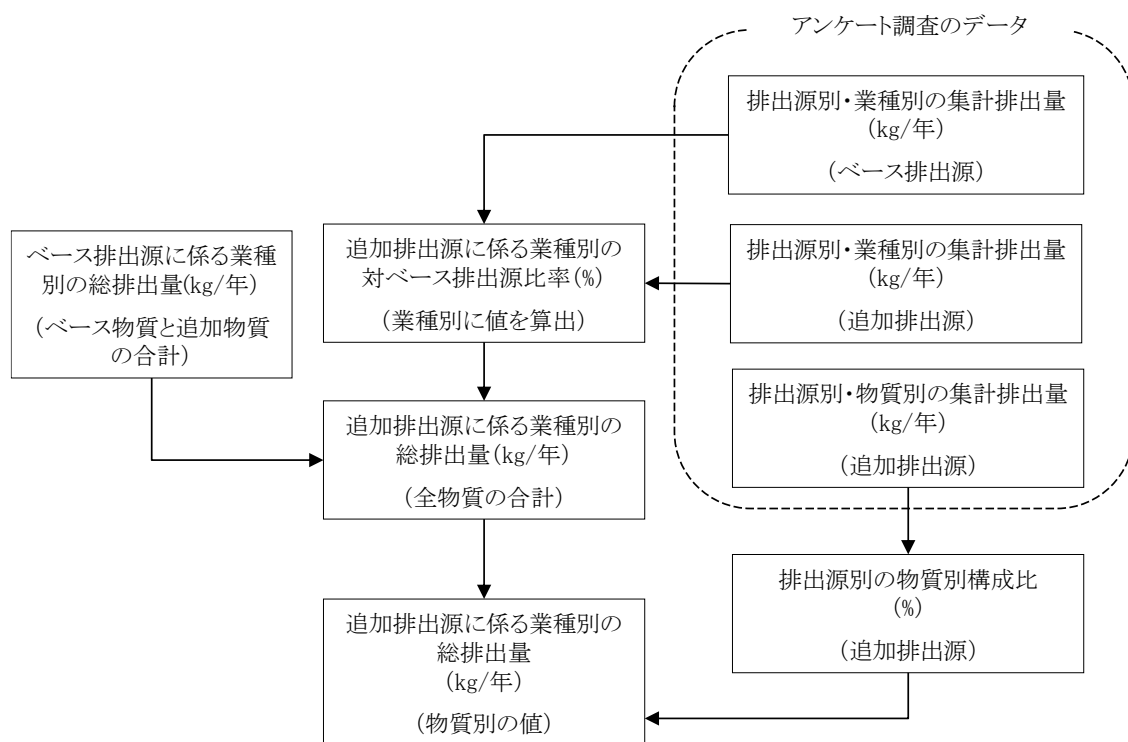 アンケート調査のデータ
排出源別・業種別の集計排出量
(kg/年)
(ベース排出源)
ベース排出源に係る業種
別の総排出量(kg/年)
(ベース物質と追加物質
の合計)
追加排出源に係る業種別の
対ベース排出源比率(%)
(業種別に値を算出)
排出源別・業種別の集計排出量
(kg/年)
(追加排出源)
追加排出源に係る業種別の
総排出量(kg/年)
(全物質の合計)
排出源別・物質別の集計排出量
(kg/年)
(追加排出源)
追加排出源に係る業種別の
総排出量
(kg/年)
(物質別の値)
排出源別の物質別構成比
(%)
(追加排出源)